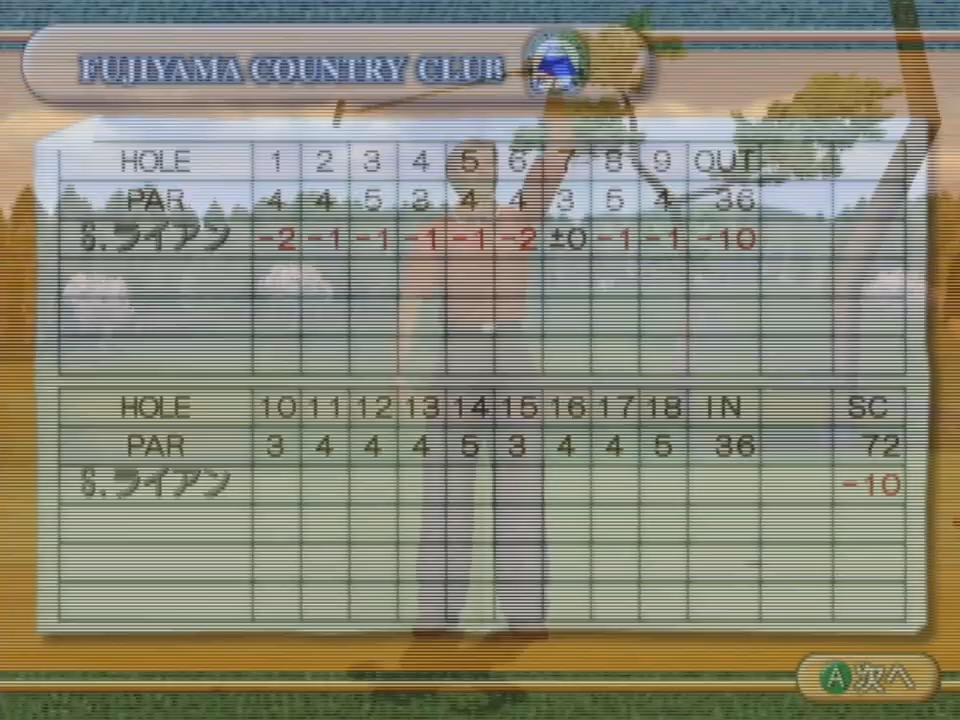 FUJIYAMA COUNTRY CLUB
HOLE 1 2 3 4 5 6 7 8 9 OUT
PAR 4 4 5 3 4 4 3 5 4 36
S.ライアン -2 -1 -1 -1 -1 -2 ±0 -1 -1 -10
HOLE 10 11 12 13 14 15 16 17 18 IN SC
PAR 3 4 4 4 5 3 4 4 5 36 72
S.ライアン -10
A次へ